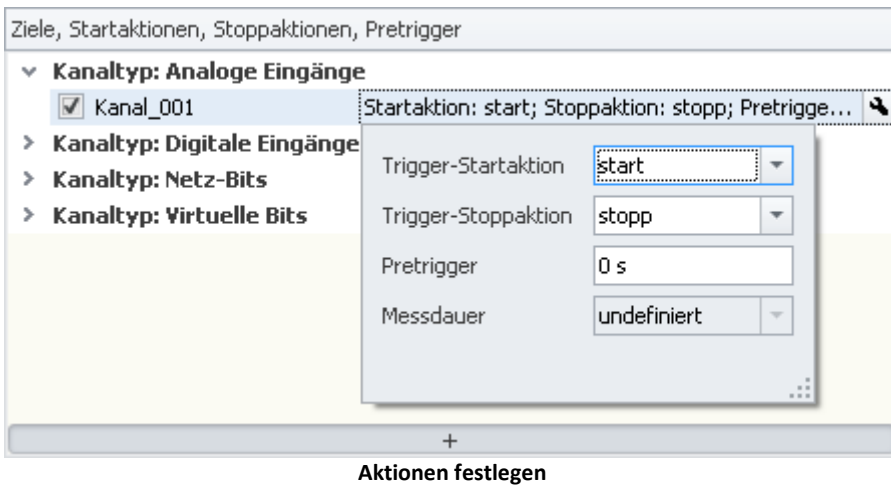 Ziele, Startaktionen, Stoppaktionen, Pretrigger
Kanaltyp: Analoge Eingänge
Kanal_001 Startaktion: start; Stoppaktion: stopp; Pretrigge...
Kanaltyp: Digitale Eingänge
Kanaltyp: Netz-Bits
Kanaltyp: Virtuelle Bits
Trigger-Startaktion start
Trigger-Stoppaktion stopp
Pretrigger 0 s
Messdauer undefiniert
+
Aktionen festlegen